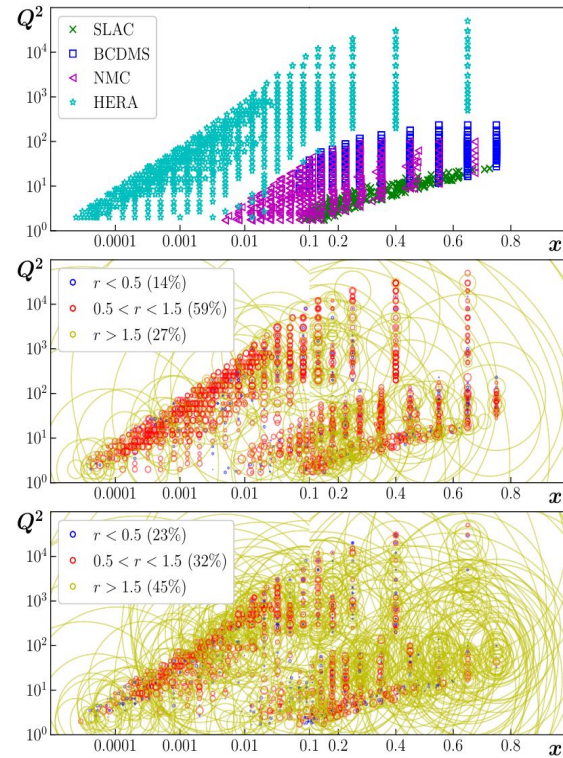 Q²
10⁴
10³
10²
10¹
10⁰
× SLAC
□ BCDMS
◁ NMC
☆ HERA
0.0001 0.001 0.01 0.1 0.2 0.4 0.6 0.8 x
Q²
10⁴
10³
10²
10¹
10⁰
r < 0.5 (14%)
0.5 < r < 1.5 (59%)
r > 1.5 (27%)
0.0001 0.001 0.01 0.1 0.2 0.4 0.6 0.8 x
Q²
10⁴
10³
10²
10¹
10⁰
r < 0.5 (23%)
0.5 < r < 1.5 (32%)
r > 1.5 (45%)
0.0001 0.001 0.01 0.1 0.2 0.4 0.6 0.8 x